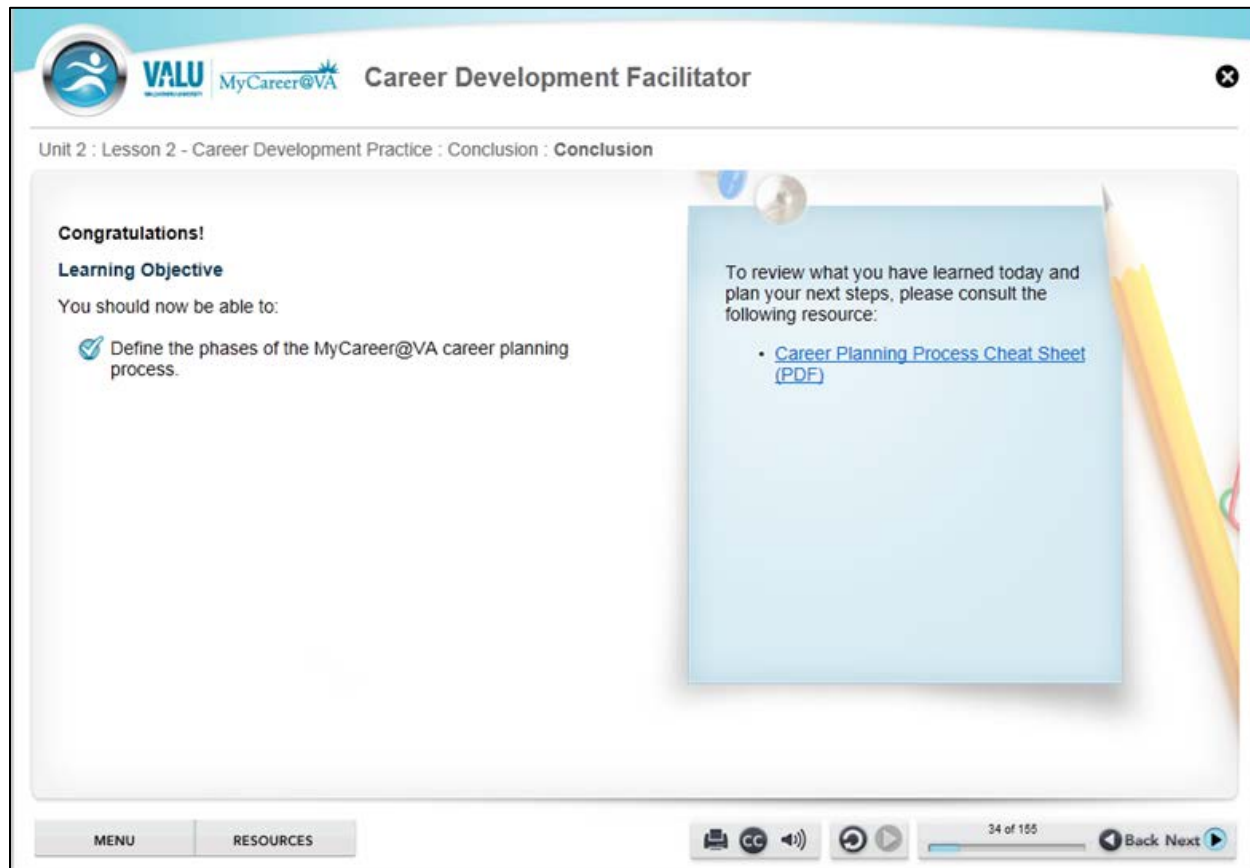 VALU
MyCareer@VA
Career Development Facilitator
Unit 2 : Lesson 2 - Career Development Practice : Conclusion : Conclusion
Congratulations!
Learning Objective
You should now be able to:
Define the phases of the MyCareer@VA career planning
process.
To review what you have learned today and
plan your next steps, please consult the
following resource:
• Career Planning Process Cheat Sheet
(PDF)
MENU
RESOURCES
CC
34 of 155
Back Next